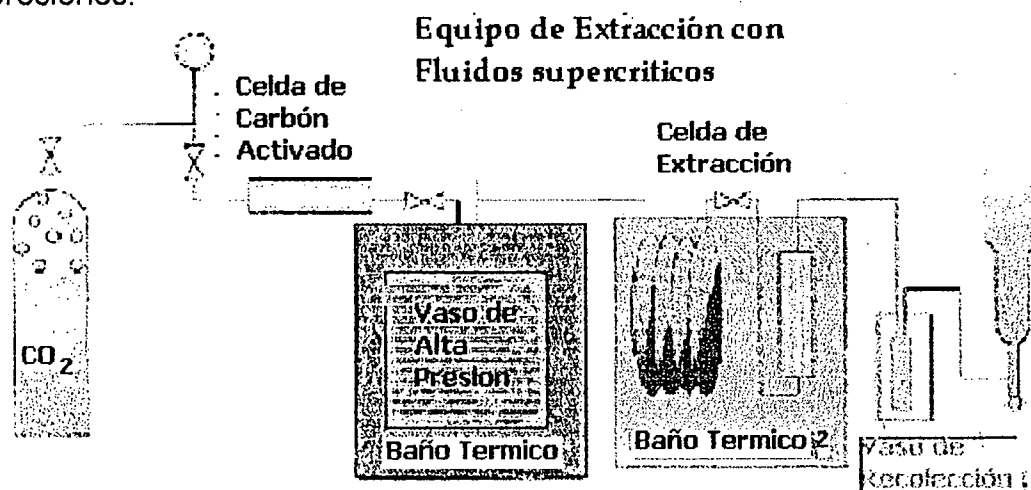 Equipo de Extracción con
Fluidos supercriticos
Celda de
Carbón
Activado
Celda de
Extracción
CO2
Vaso de
Alta
Presion
Baño Termico
Baño Termico 2
Vaso de
Recolección